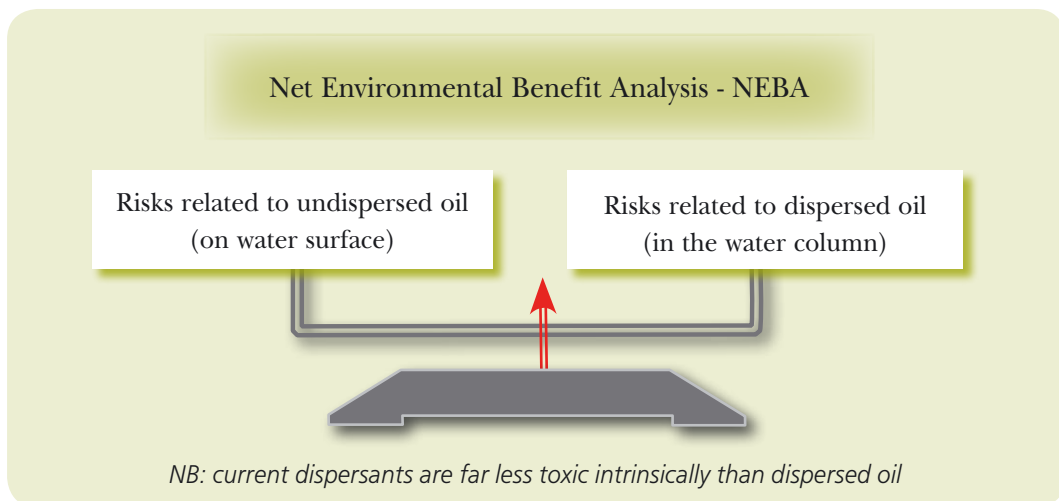 Net Environmental Benefit Analysis - NEBA
Risks related to undispersed oil
(on water surface)
Risks related to dispersed oil
(in the water column)
NB: current dispersants are far less toxic intrinsically than dispersed oil